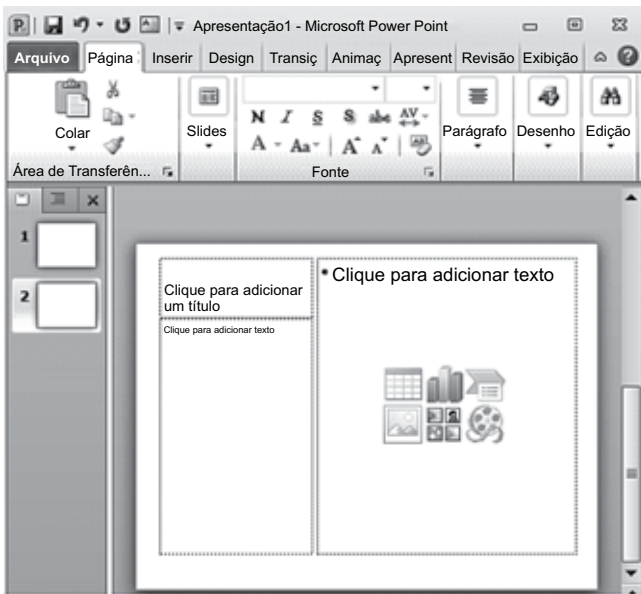 Apresentação1 - Microsoft Power Point
Arquivo Página Inserir Design Transiç Animaç Apresent Revisão Exibição
Colar
Slides
N I S S abc AV
A Aa A A
Parágrafo Desenho Edição
Área de Transferên... Fonte
1
2
Clique para adicionar
um título
Clique para adicionar texto
• Clique para adicionar texto